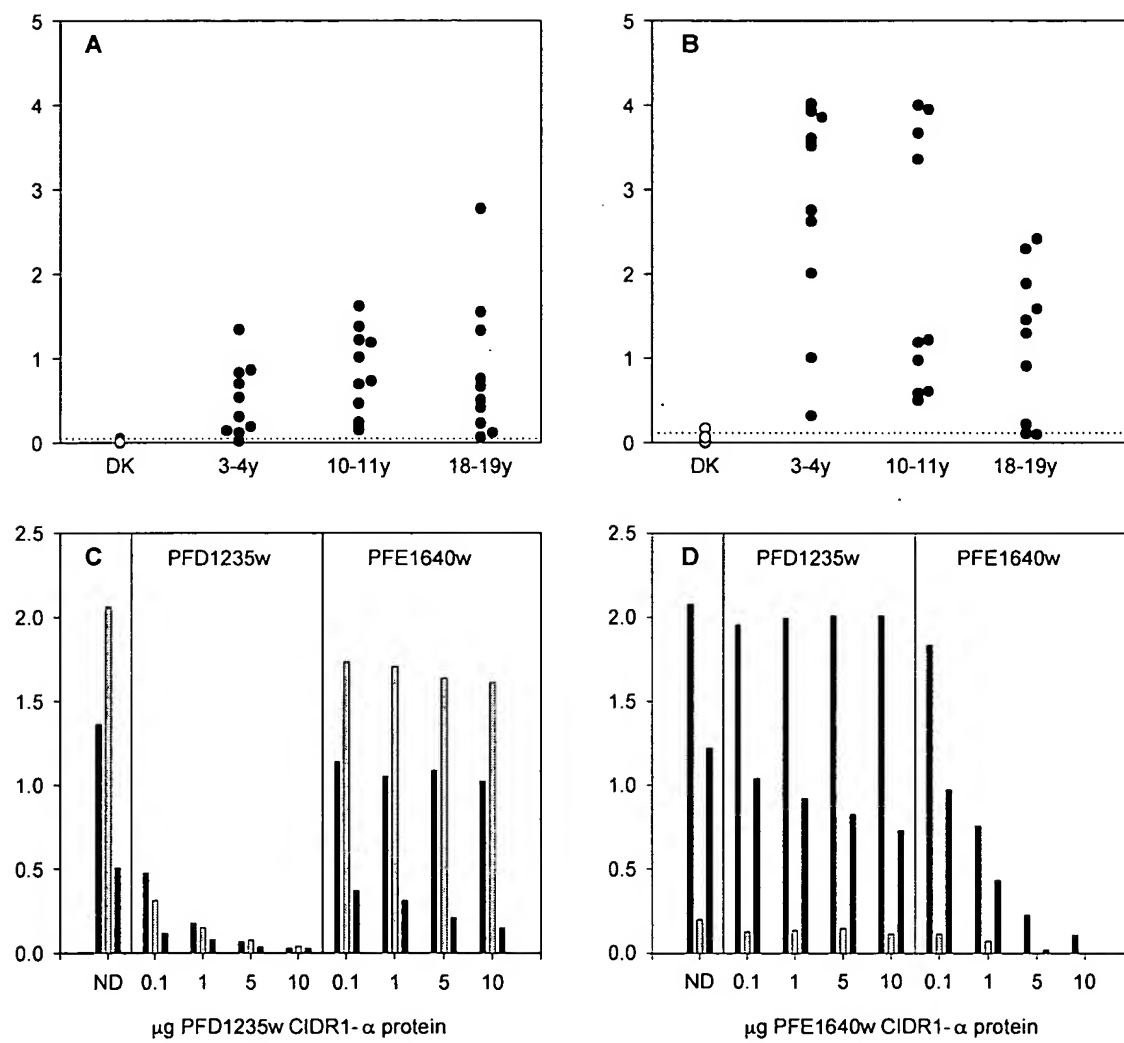 5
A
4
3
2
1
0
DK 3-4y 10-11y 18-19y
5
B
4
3
2
1
0
DK 3-4y 10-11y 18-19y
2.5
C PFD1235w PFE1640w
2.0
1.5
1.0
0.5
0.0
ND 0.1 1 5 10 0.1 1 5 10
μg PFD1235w CIDR1- α protein
2.5
D PFD1235w PFE1640w
2.0
1.5
1.0
0.5
0.0
ND 0.1 1 5 10 0.1 1 5 10
μg PFE1640w CIDR1-α protein